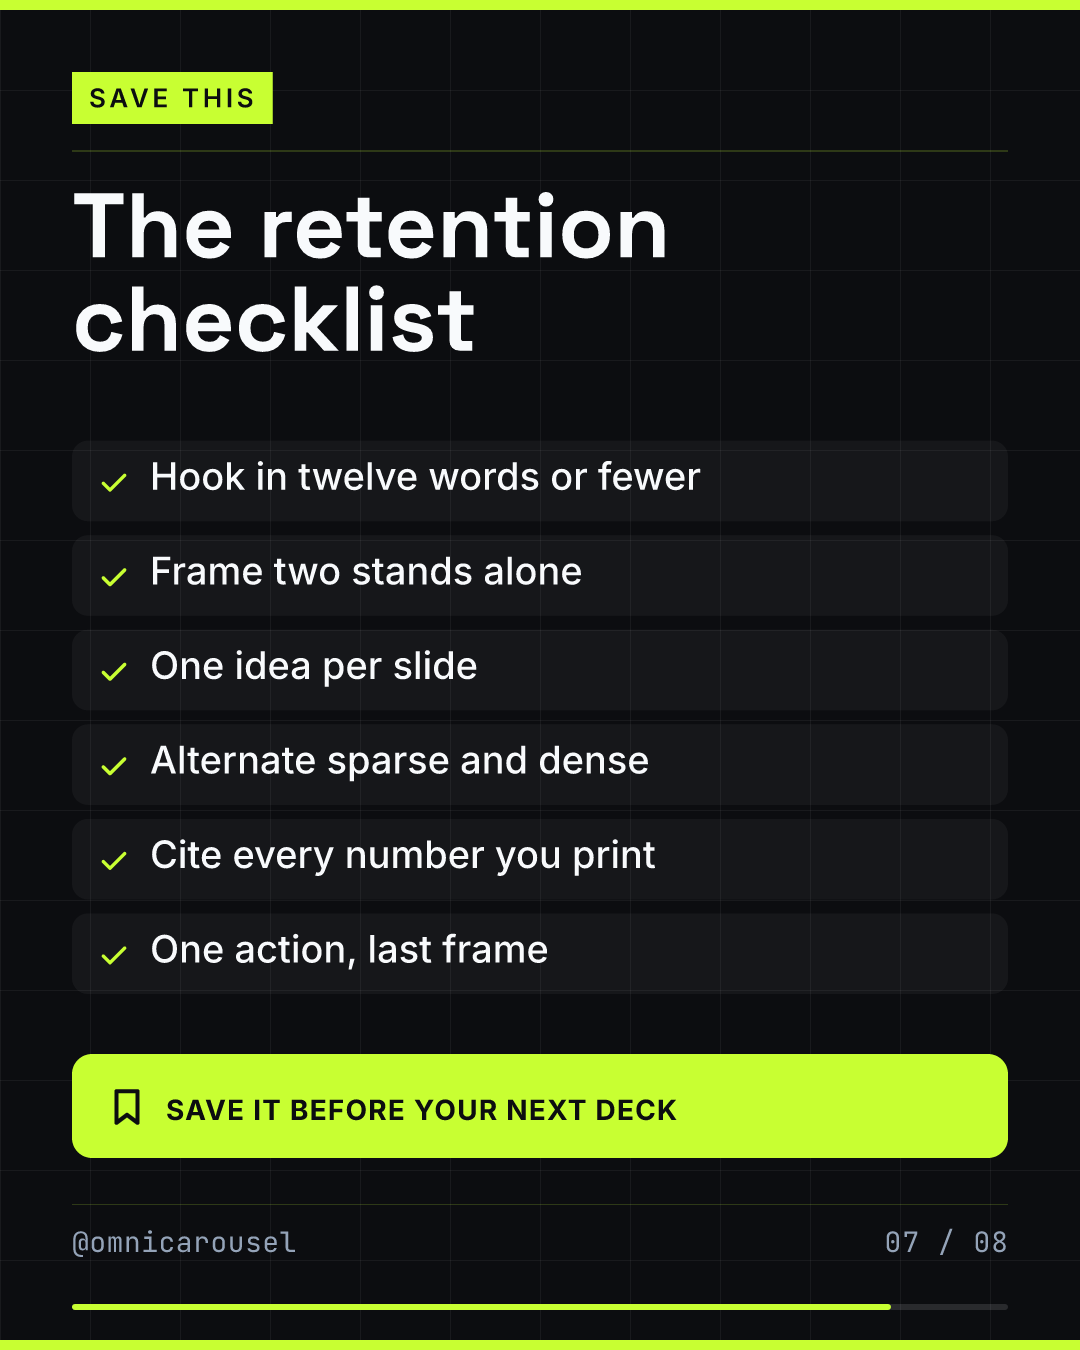 SAVE THIS
The retention
checklist
Hook in twelve words or fewer
Frame two stands alone
One idea per slide
Alternate sparse and dense
Cite every number you print
One action, last frame
SAVE IT BEFORE YOUR NEXT DECK
@omnicarousel
07 / 08